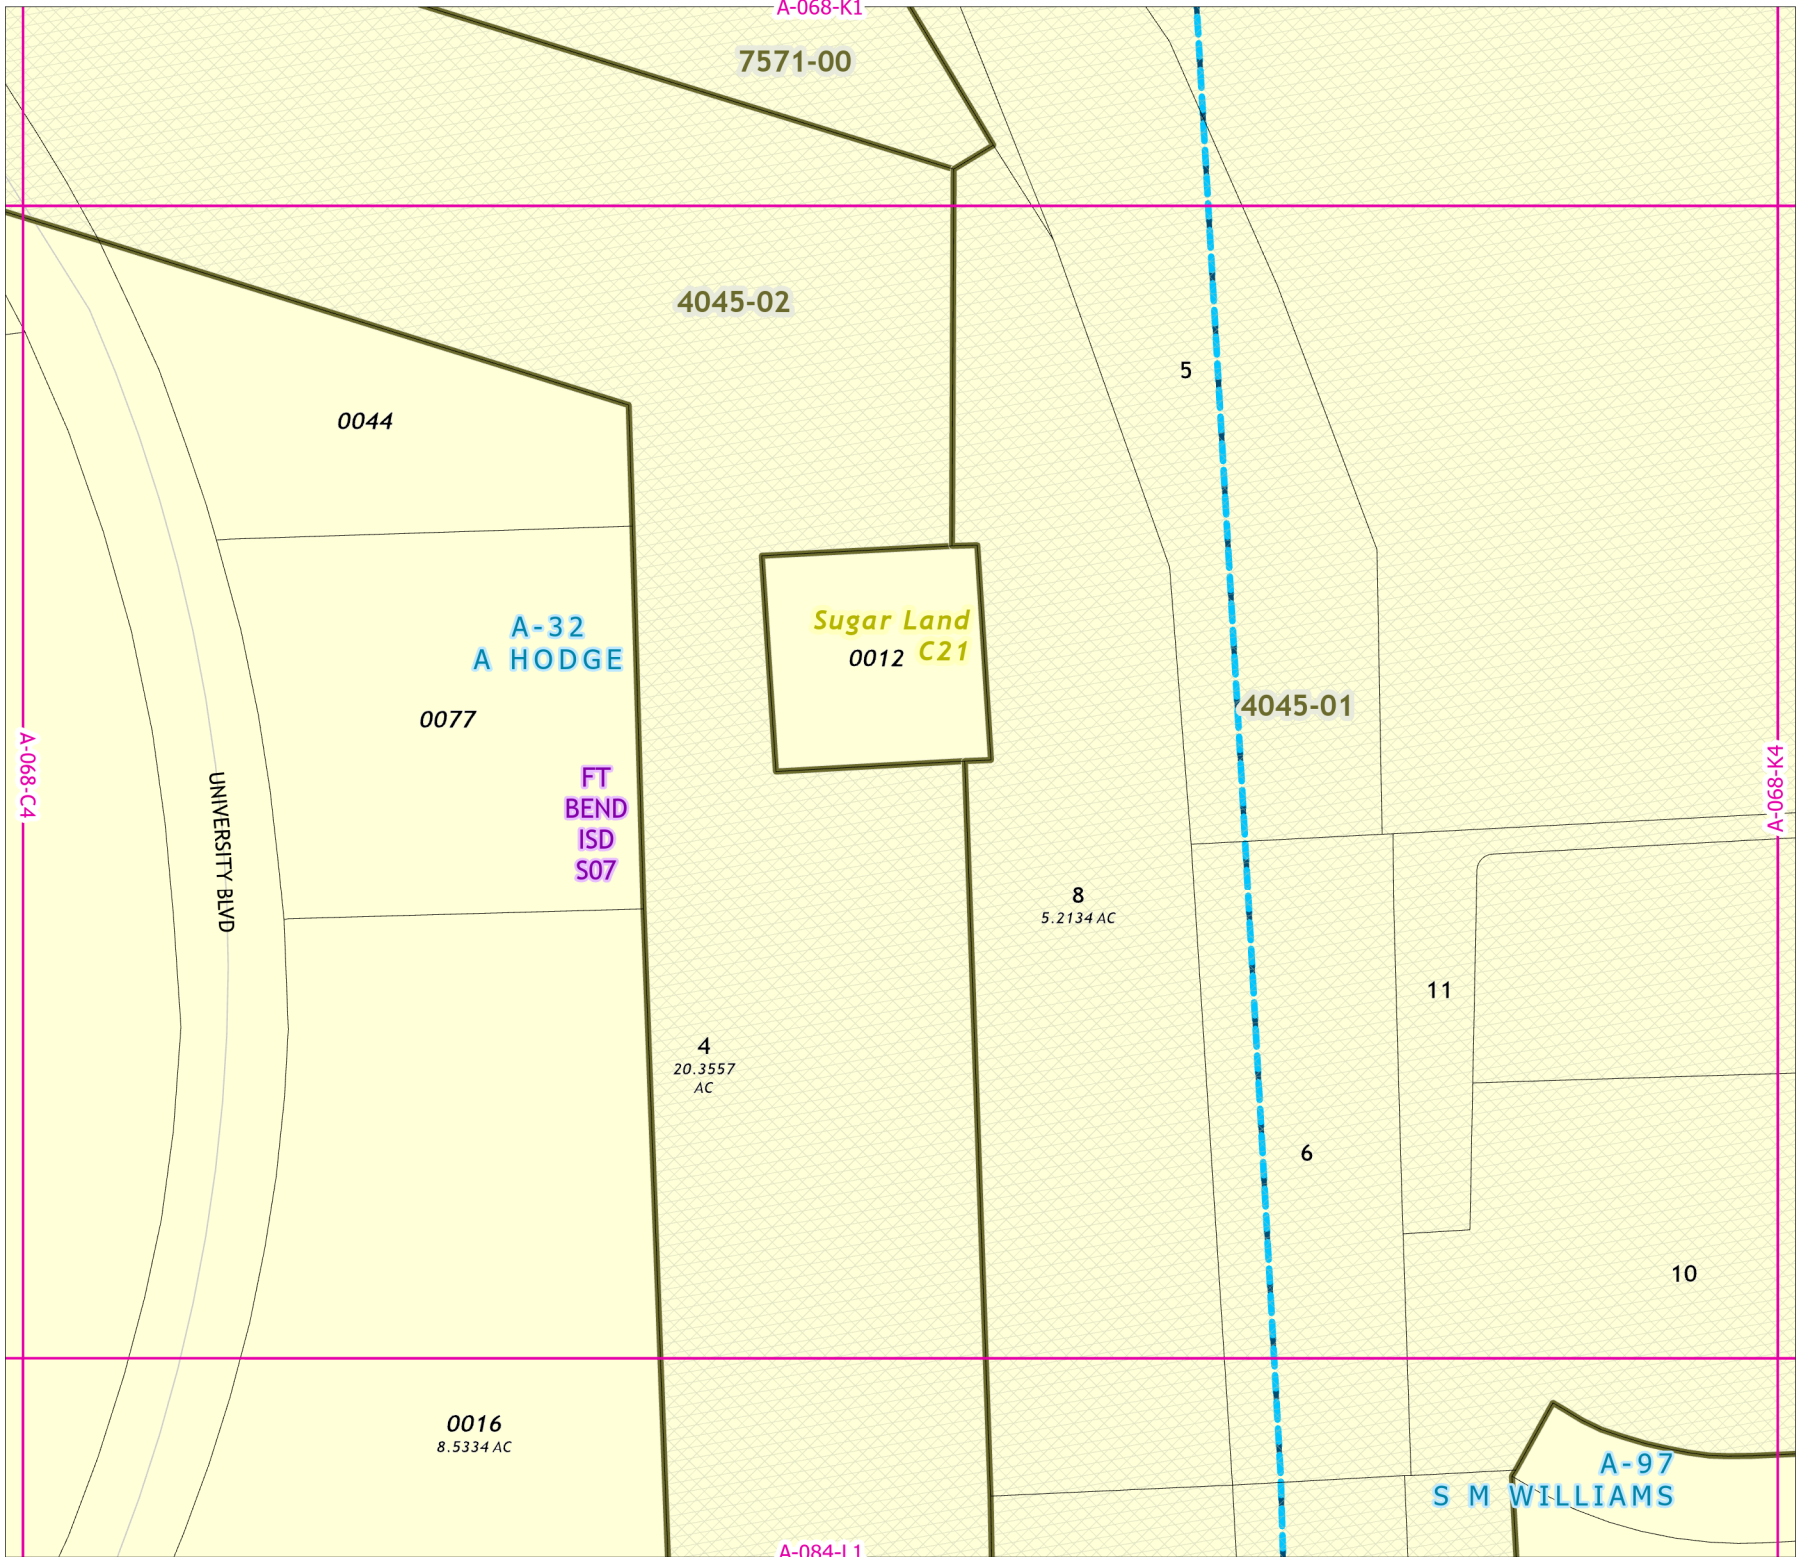 A-068-K1
7571-00
4045-02
5
0044
Sugar Land
C21
0012
A-32
A HODGE
4045-01
0077
A-068-C4
UNIVERSITY BLVD
FT
BEND
ISD
S07
A-068-K4
8
5.2134 AC
11
4
20.3557
AC
6
10
0016
8.5334 AC
A-97
S M WILLIAMS
A-084-L1